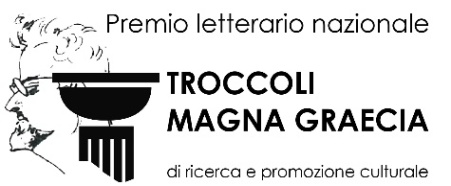 Premio letterario nazionale
TROCCOLI
MAGNA GRAECIA
di ricerca e promozione culturale